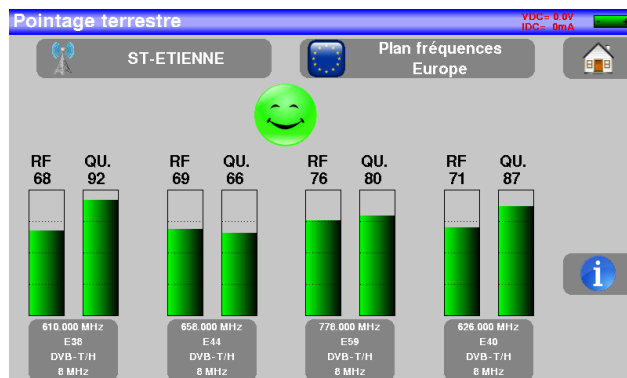 Pointage terrestre
VDC= 0.0V
IDC= 0mA
ST-ETIENNE
Plan fréquences
Europe
RF QU. RF QU. RF QU. RF QU.
68 92 69 66 76 80 71 87
610.000 MHz
E38
DVB-T/H
8 MHz
658.000 MHz
E44
DVB-T/H
8 MHz
778.000 MHz
E59
DVB-T/H
8 MHz
626.000 MHz
E40
DVB-T/H
8 MHz